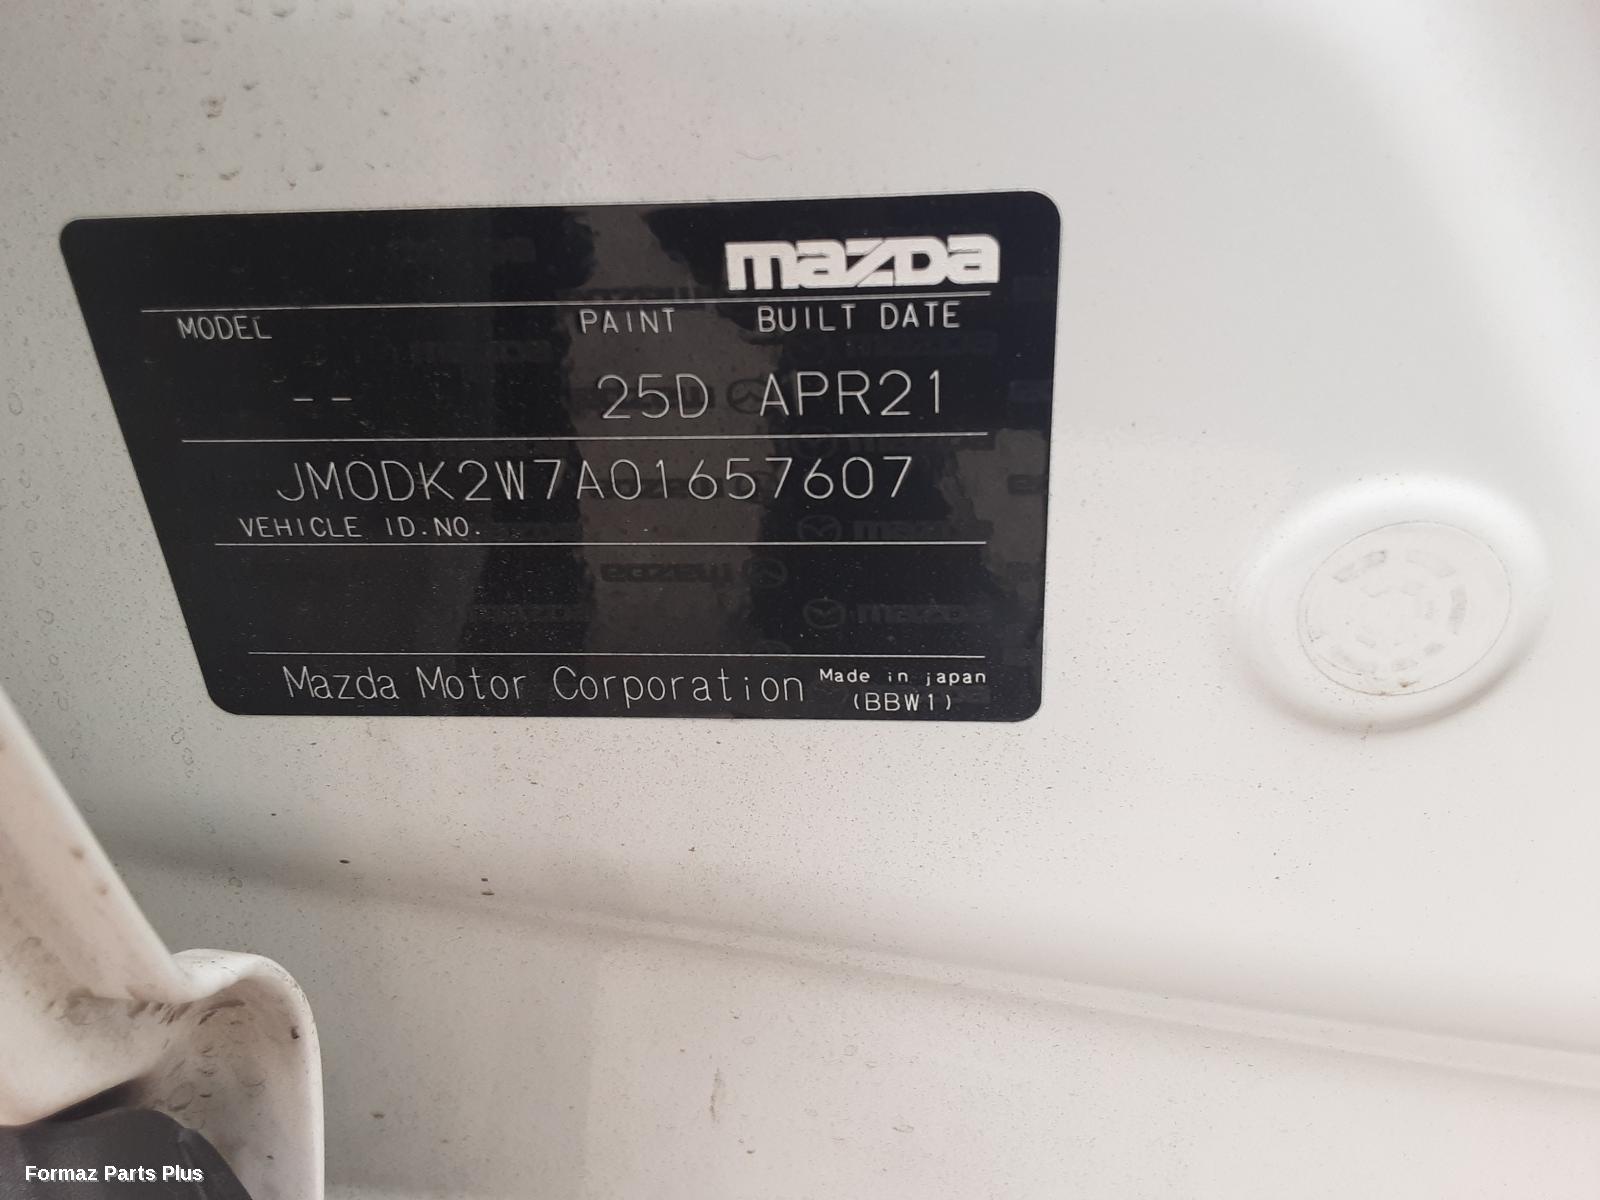 mazda
MODEL PAINT BUILT DATE
-- 25D APR21
JM0DK2W7A01657607
VEHICLE ID.NO.
Mazda Motor Corporation Made in japan
(BBW1)
Formaz Parts Plus